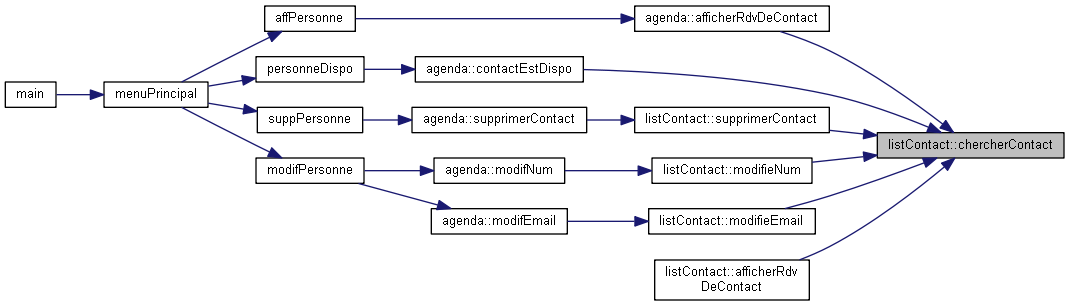 affPersonne
agenda::afficherRdvDeContact
personneDispo
agenda::contactEstDispo
main
menuPrincipal
suppPersonne
agenda::supprimerContact
listContact::supprimerContact
listContact::chercherContact
modifPersonne
agenda::modifNum
listContact::modifieNum
agenda::modifEmail
listContact::modifieEmail
listContact::afficherRdv
DeContact